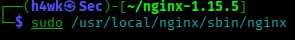 ┌──(h4wk㉿Sec)-[~/nginx-1.15.5]
└─$ sudo /usr/local/nginx/sbin/nginx